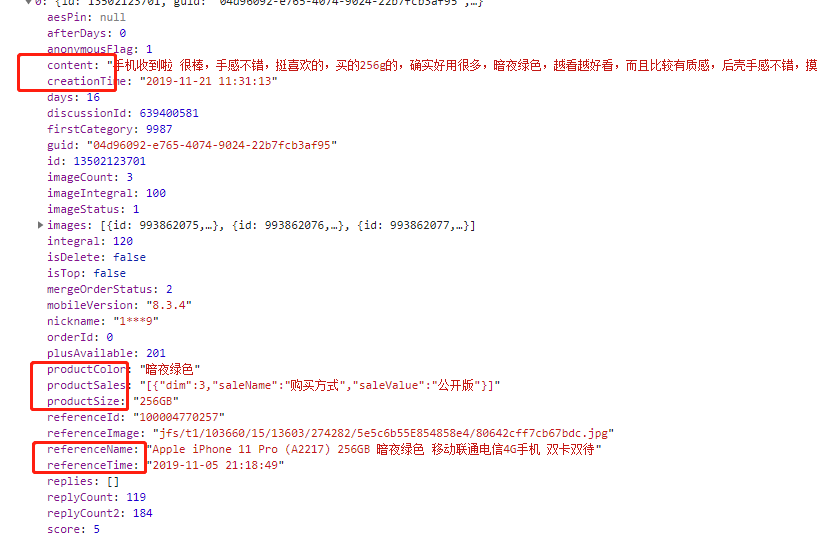 0: {id: 13502123701, guid: "04d96092-e765-4074-9024-22b7fcb3af95",…}
aesPin: null
afterDays: 0
anonymousFlag: 1
content: "手机收到啦 很棒，手感不错，挺喜欢的，买的256g的，确实好用很多，暗夜绿色，越看越好看，而且比较有质感，后壳手感不错，摸
creationTime: "2019-11-21 11:31:13"
days: 16
discussionId: 639400581
firstCategory: 9987
guid: "04d96092-e765-4074-9024-22b7fcb3af95"
id: 13502123701
imageCount: 3
imageIntegral: 100
imageStatus: 1
images: [{id: 993862075,…}, {id: 993862076,…}, {id: 993862077,…}]
integral: 120
isDelete: false
isTop: false
mergeOrderStatus: 2
mobileVersion: "8.3.4"
nickname: "1***9"
orderId: 0
plusAvailable: 201
productColor: "暗夜绿色"
productSales: "[{"dim":3,"saleName":"购买方式","saleValue":"公开版"}]"
productSize: "256GB"
referenceId: "100004770257"
referenceImage: "jfs/t1/103660/15/13603/274282/5e5c6b55E854858e4/80642cff7cb67bdc.jpg"
referenceName: "Apple iPhone 11 Pro (A2217) 256GB 暗夜绿色 移动联通电信4G手机 双卡双待"
referenceTime: "2019-11-05 21:18:49"
replies: []
replyCount: 119
replyCount2: 184
score: 5